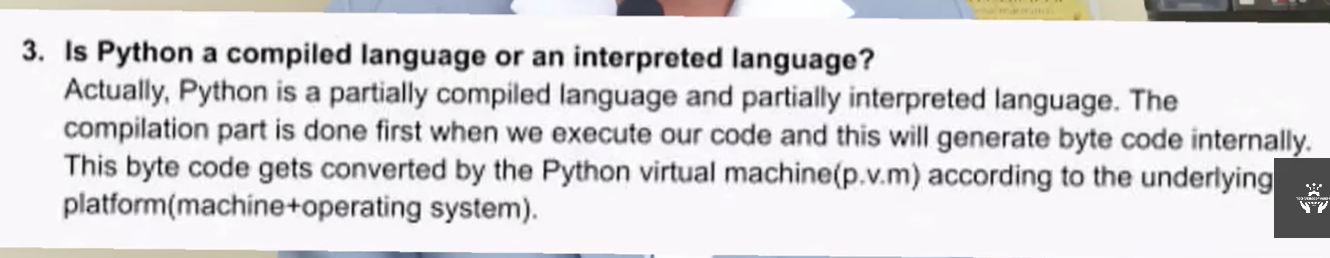 3. Is Python a compiled language or an interpreted language?
Actually, Python is a partially compiled language and partially interpreted language. The
compilation part is done first when we execute our code and this will generate byte code internally.
This byte code gets converted by the Python virtual machine(p.v.m) according to the underlying
platform(machine+operating system).